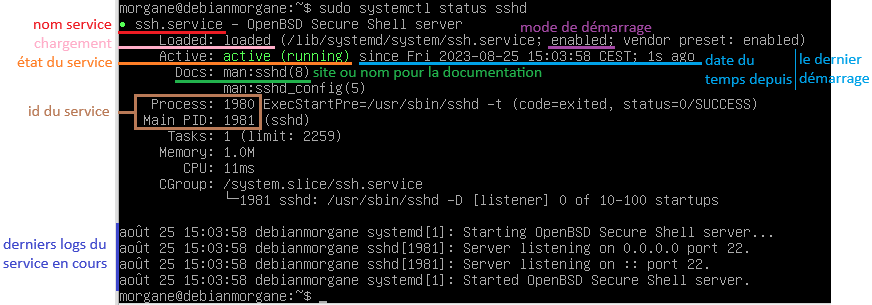 morgane@debianmorgane:~$ sudo systemctl status sshd
nom service
● ssh.service - OpenBSD Secure Shell server
mode de démarrage
chargement
Loaded: loaded (/lib/systemd/system/ssh.service; enabled; vendor preset: enabled)
état du service
Active: active (running) since Fri 2023-08-25 15:03:58 CEST; 1s ago
date du
temps depuis
le dernier
démarrage
Docs: man:sshd(8)
site ou nom pour la documentation
man:sshd_config(5)
id du service
Process: 1980 ExecStartPre=/usr/sbin/sshd -t (code=exited, status=0/SUCCESS)
Main PID: 1981 (sshd)
Tasks: 1 (limit: 2259)
Memory: 1.0M
CPU: 11ms
CGroup: /system.slice/ssh.service
└─1981 sshd: /usr/sbin/sshd -D [listener] 0 of 10-100 startups
derniers logs du
service en cours
août 25 15:03:58 debianmorgane systemd[1]: Starting OpenBSD Secure Shell server...
août 25 15:03:58 debianmorgane sshd[1981]: Server listening on 0.0.0.0 port 22.
août 25 15:03:58 debianmorgane sshd[1981]: Server listening on :: port 22.
août 25 15:03:58 debianmorgane systemd[1]: Started OpenBSD Secure Shell server.
morgane@debianmorgane:~$ _